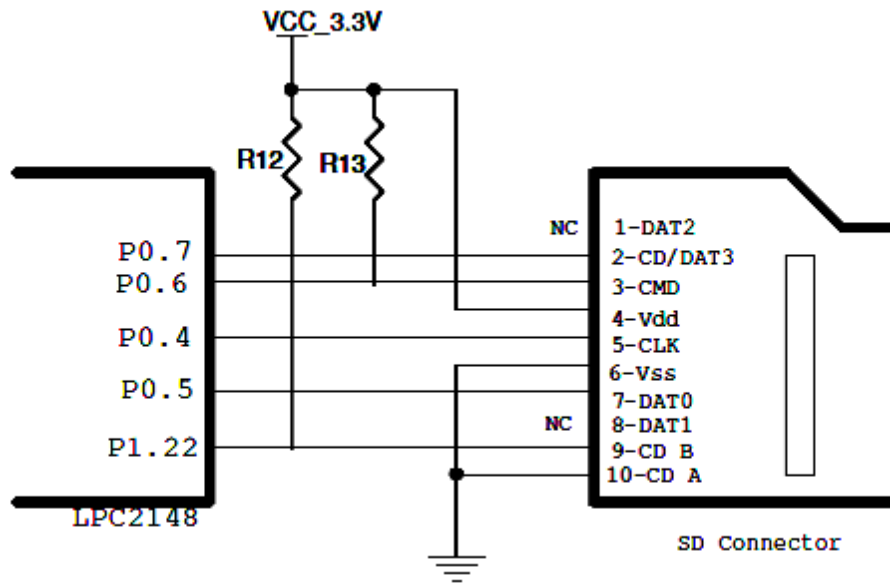 VCC_3.3V
R12
R13
P0.7
P0.6
P0.4
P0.5
P1.22
LPC2148
NC
NC
1-DAT2
2-CD/DAT3
3-CMD
4-Vdd
5-CLK
6-Vss
7-DAT0
8-DAT1
9-CD B
10-CD A
SD Connector